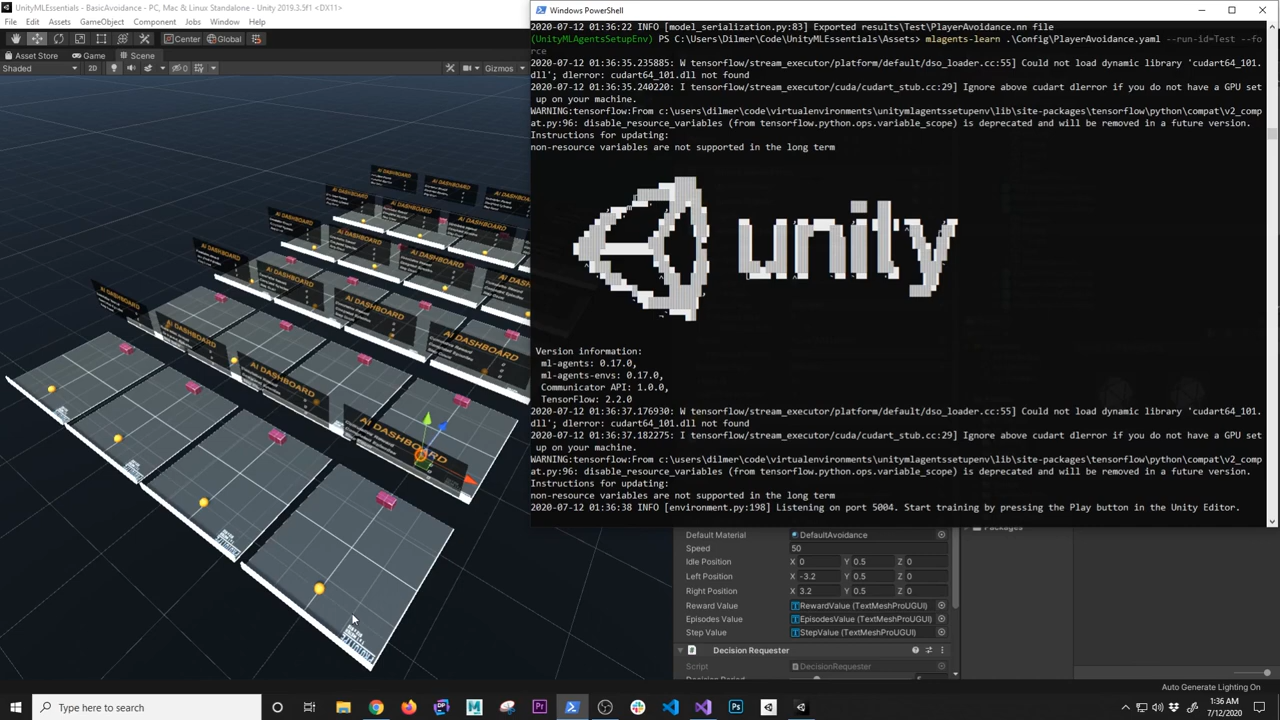 UnityMLEssentials - BasicAvoidance - PC, Mac & Linux Standalone - Unity 2019.3.5f1 <DX11>
File Edit Assets GameObject Component Jobs Window Help
Center Global
Asset Store Game Scene
Shaded 2D 0 Gizmos
AI DASHBOARD
AI DASHBOARD
AI DASHBOARD
AI DASHBOARD
AI DASHBOARD
AI DASHBOARD
AI DASHBOARD
AI DASHBOARD
Windows PowerShell
2020-07-12 01:36:22 INFO [model_serialization.py:83] Exported results\Test\PlayerAvoidance.nn file
(UnityMLAgentsSetupEnv) PS C:\Users\Dilmer\Code\UnityMLEssentials\Assets> mlagents-learn .\Config\PlayerAvoidance.yaml --run-id=Test --fo
rce
2020-07-12 01:36:35.235885: W tensorflow/stream_executor/platform/default/dso_loader.cc:55] Could not load dynamic library 'cudart64_101.
dll'; dlerror: cudart64_101.dll not found
2020-07-12 01:36:35.240220: I tensorflow/stream_executor/cuda/cudart_stub.cc:29] Ignore above cudart dlerror if you do not have a GPU set
up on your machine.
WARNING:tensorflow:From c:\users\dilmer\code\virtualenvironments\unitymlagentssetupenv\lib\site-packages\tensorflow\python\compat\v2_comp
at.py:96: disable_resource_variables (from tensorflow.python.ops.variable_scope) is deprecated and will be removed in a future version.
Instructions for updating:
non-resource variables are not supported in the long term
unity
Version information:
ml-agents: 0.17.0,
ml-agents-envs: 0.17.0,
Communicator API: 1.0.0,
TensorFlow: 2.2.0
2020-07-12 01:36:37.176930: W tensorflow/stream_executor/platform/default/dso_loader.cc:55] Could not load dynamic library 'cudart64_101.
dll'; dlerror: cudart64_101.dll not found
2020-07-12 01:36:37.182275: I tensorflow/stream_executor/cuda/cudart_stub.cc:29] Ignore above cudart dlerror if you do not have a GPU set
up on your machine.
WARNING:tensorflow:From c:\users\dilmer\code\virtualenvironments\unitymlagentssetupenv\lib\site-packages\tensorflow\python\compat\v2_comp
at.py:96: disable_resource_variables (from tensorflow.python.ops.variable_scope) is deprecated and will be removed in a future version.
Instructions for updating:
non-resource variables are not supported in the long term
2020-07-12 01:36:38 INFO [environment.py:198] Listening on port 5004. Start training by pressing the Play button in the Unity Editor.
Packages
Default Material DefaultAvoidance
Speed 50
Idle Position X 0 Y 0.5 Z 0
Left Position X -3.2 Y 0.5 Z 0
Right Position X 3.2 Y 0.5 Z 0
Reward Value RewardValue (TextMeshProUGUI)
Episodes Value EpisodesValue (TextMeshProUGUI)
Step Value StepValue (TextMeshProUGUI)
Decision Requester
Script DecisionRequester
Decision Period 5
Auto Generate Lighting On
Type here to search
1:36 AM
7/12/2020